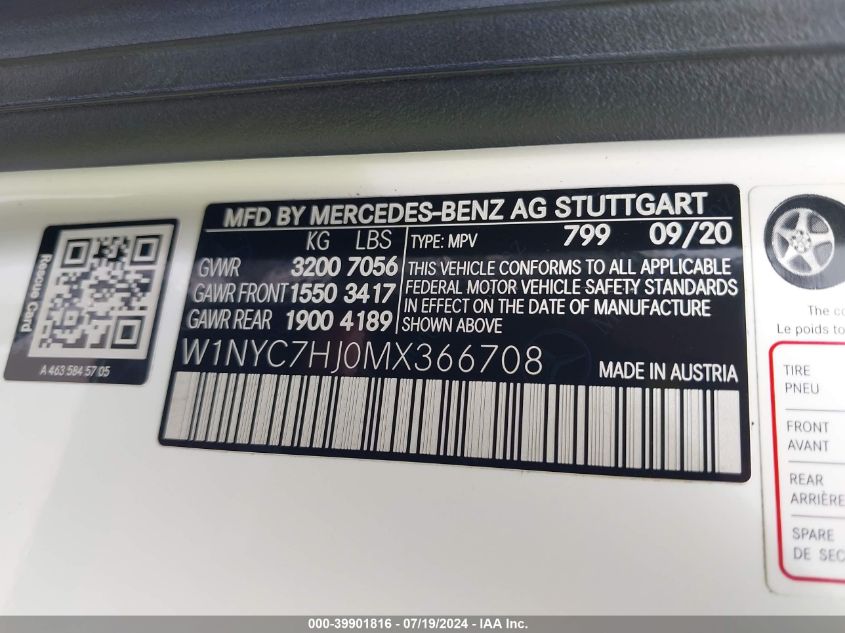 MFD BY MERCEDES-BENZ AG STUTTGART
KG LBS TYPE: MPV 799 09/20
GVWR 3200 7056
GAWR FRONT 1550 3417
GAWR REAR 1900 4189
THIS VEHICLE CONFORMS TO ALL APPLICABLE
FEDERAL MOTOR VEHICLE SAFETY STANDARDS
IN EFFECT ON THE DATE OF MANUFACTURE
SHOWN ABOVE
W1NYC7HJ0MX366708
MADE IN AUSTRIA
Rescue Card
A 463 584 57 05
The co
Le poids to
TIRE
PNEU
FRONT
AVANT
REAR
ARRIÈRE
SPARE
DE SEC
000-39901816 - 07/19/2024 - IAA Inc.